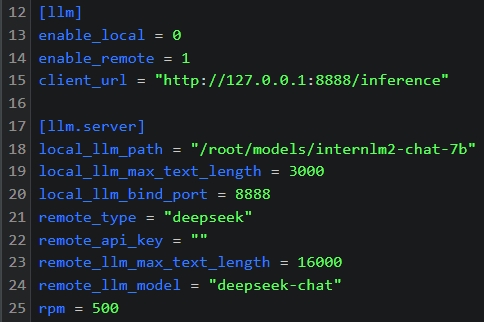 12 [llm]
13 enable_local = 0
14 enable_remote = 1
15 client_url = "http://127.0.0.1:8888/inference"
16
17 [llm.server]
18 local_llm_path = "/root/models/internlm2-chat-7b"
19 local_llm_max_text_length = 3000
20 local_llm_bind_port = 8888
21 remote_type = "deepseek"
22 remote_api_key = ""
23 remote_llm_max_text_length = 16000
24 remote_llm_model = "deepseek-chat"
25 rpm = 500